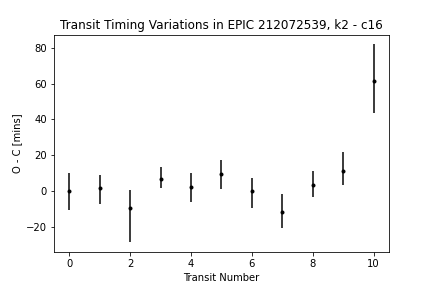 Transit Timing Variations in EPIC 212072539, k2 - c16
80
60
40
20
0
−20
O - C [mins]
0 2 4 6 8 10
Transit Number